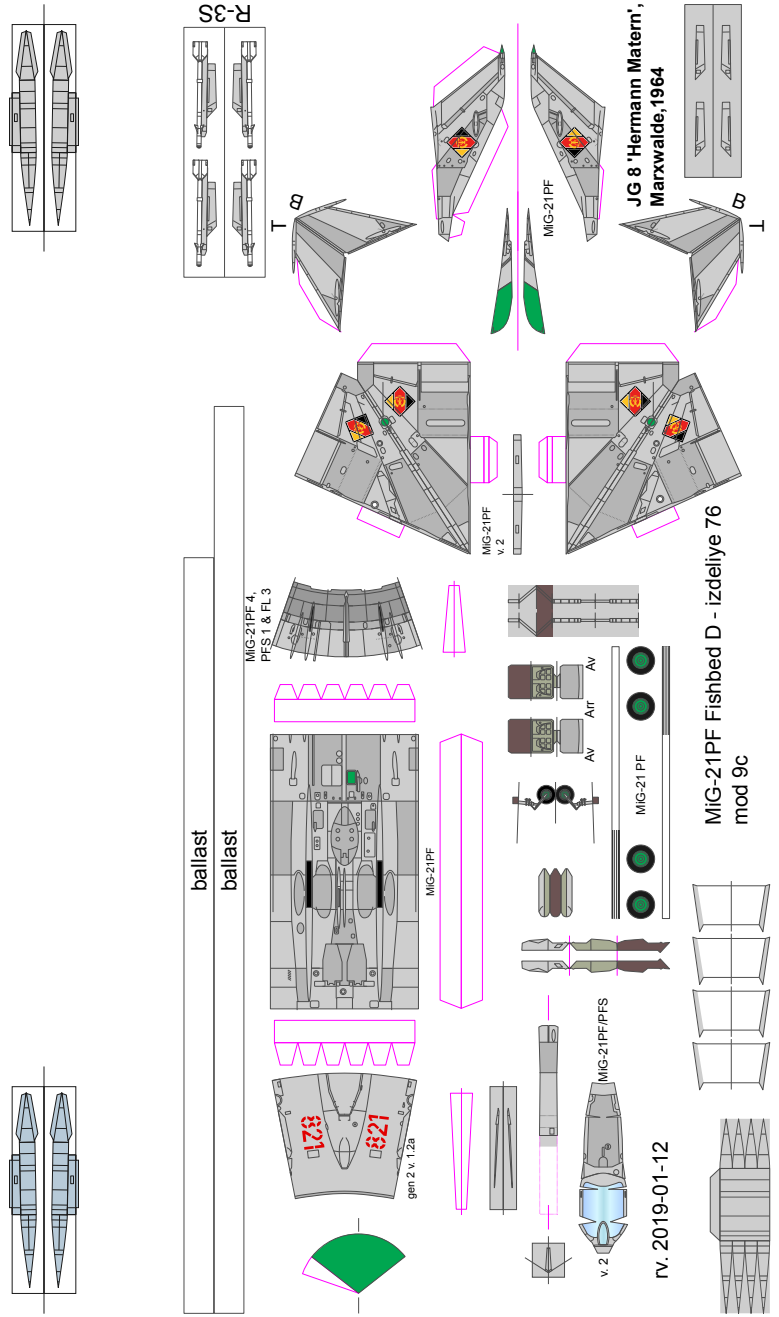 R-3S
JG 8 'Hermann Matern',
Marxwalde,1964
T
B
MiG-21PF
B
T
MiG-21PF
v. 2
MiG-21PF 4,
PFS 1 & FL 3
ballast
ballast
MiG-21PF
Av
Arr
Av
MiG-21 PF
MiG-21PF Fishbed D - izdeliye 76
mod 9c
821
821
gen 2 v. 1.2a
MiG-21PF/PFS
v. 2
rv. 2019-01-12